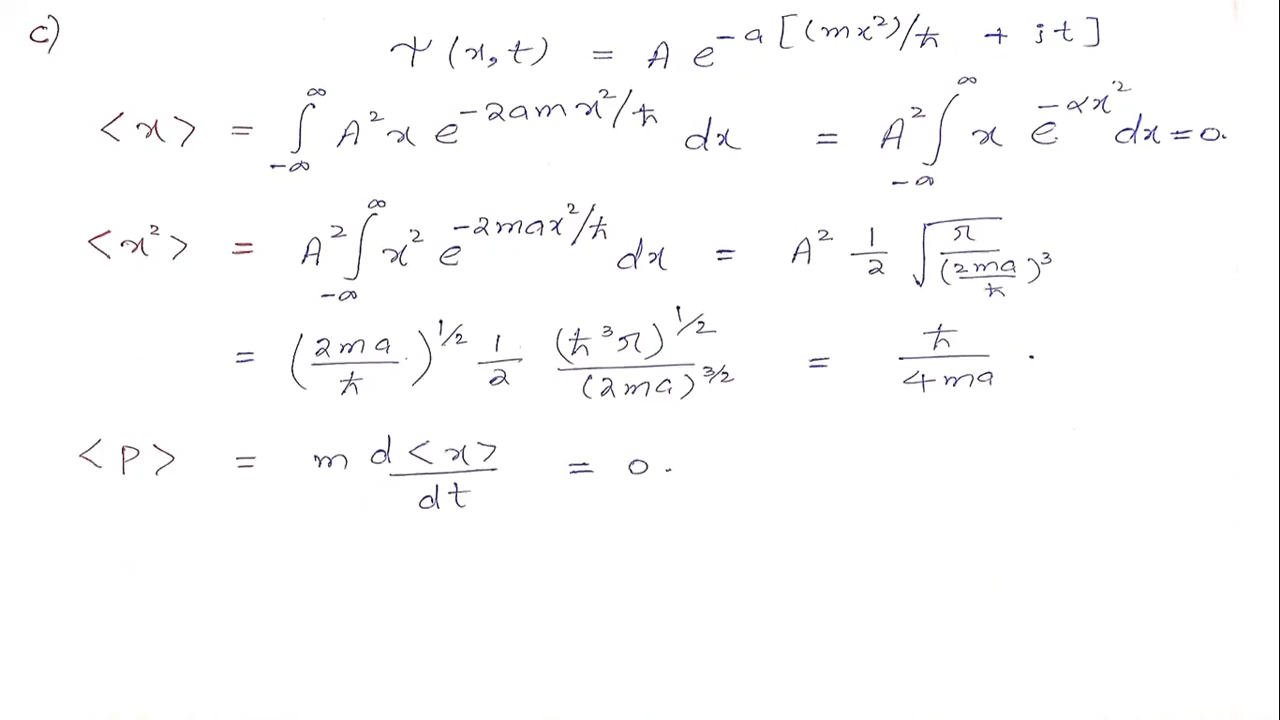 c)
ψ(x,t) = A e^{-a[(mx²)/ħ + it]}
<x> = ∫_{-∞}^{∞} A² x e^{-2amx²/ħ} dx = A² ∫_{-∞}^{∞} x e^{-αx²} dx = 0.
<x²> = A² ∫_{-∞}^{∞} x² e^{-2max²/ħ} dx = A² 1/2 √(π/(2ma/ħ)³)
= (2ma/ħ)^{1/2} 1/2 (ħ³π)^{1/2}/(2ma)^{3/2} = ħ/4ma .
<P> = m d<x>/dt = 0.